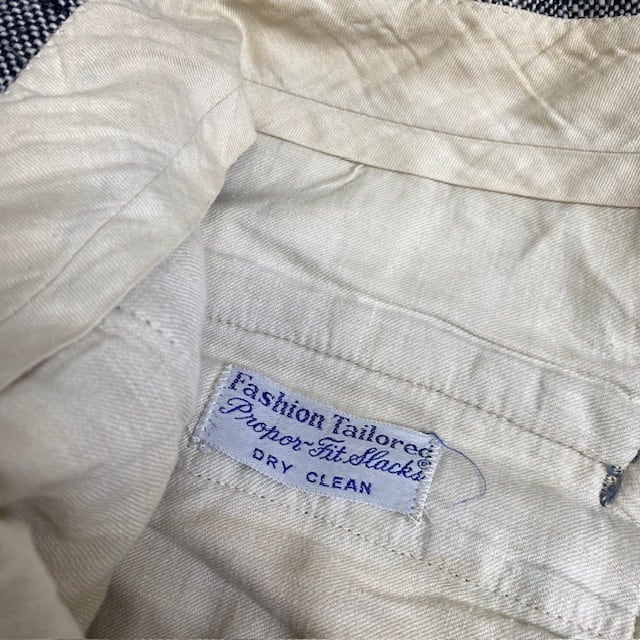 Fashion Tailored
Propor-Fit Slacks©
DRY CLEAN